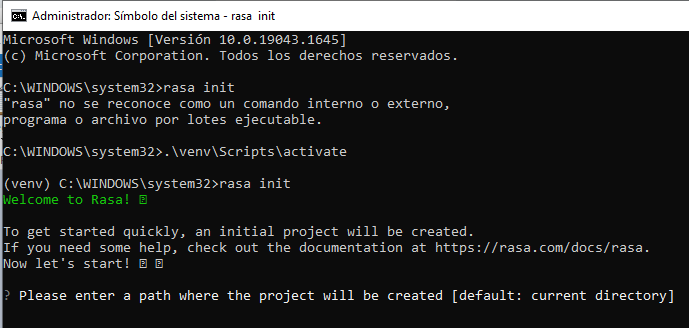 Administrador: Símbolo del sistema - rasa init
Microsoft Windows [Versión 10.0.19043.1645]
(c) Microsoft Corporation. Todos los derechos reservados.
C:\WINDOWS\system32>rasa init
"rasa" no se reconoce como un comando interno o externo,
programa o archivo por lotes ejecutable.
C:\WINDOWS\system32>.\venv\Scripts\activate
(venv) C:\WINDOWS\system32>rasa init
Welcome to Rasa!
To get started quickly, an initial project will be created.
If you need some help, check out the documentation at https://rasa.com/docs/rasa.
Now let's start!
? Please enter a path where the project will be created [default: current directory]